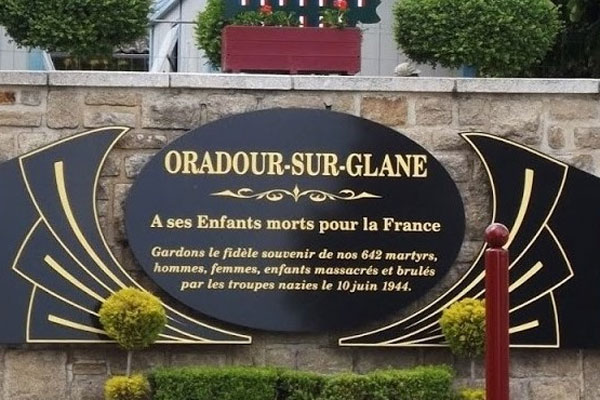 ORADOUR-SUR-GLANE
A ses Enfants morts pour la France
Gardons le fidèle souvenir de nos 642 martyrs,
hommes, femmes, enfants massacrés et brulés
par les troupes nazies le 10 juin 1944.